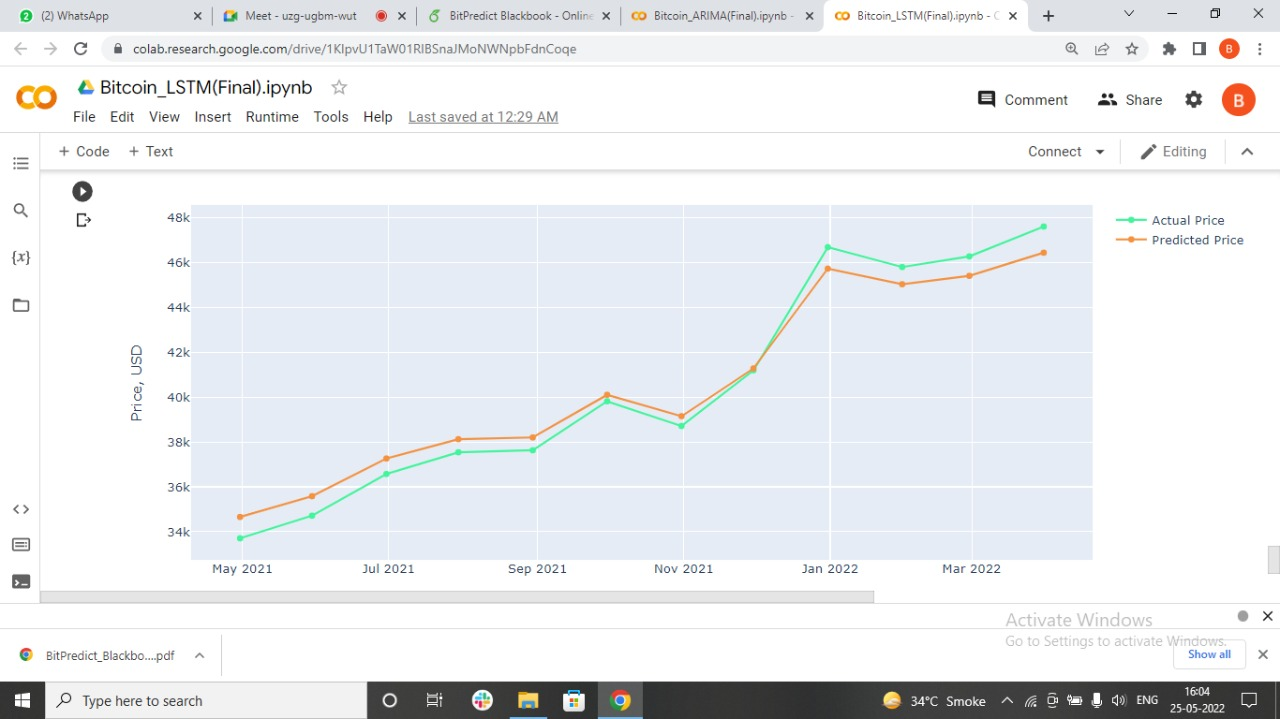 (2) WhatsApp
Meet - uzg-ugbm-wut
BitPredict Blackbook - Online
Bitcoin_ARIMA(Final).ipynb -
Bitcoin_LSTM(Final).ipynb - C
colab.research.google.com/drive/1KIpvU1TaW01RIBSnaJMoNWNpbFdnCoqe
B
Bitcoin_LSTM(Final).ipynb
Comment
Share
B
File Edit View Insert Runtime Tools Help Last saved at 12:29 AM
+ Code + Text
Connect
Editing
{x}
48k
46k
44k
42k
40k
38k
36k
34k
Price, USD
May 2021
Jul 2021
Sep 2021
Nov 2021
Jan 2022
Mar 2022
Actual Price
Predicted Price
Activate Windows
Go to Settings to activate Windows.
BitPredict_Blackbo....pdf
Show all
Type here to search
34°C Smoke
ENG
16:04
25-05-2022